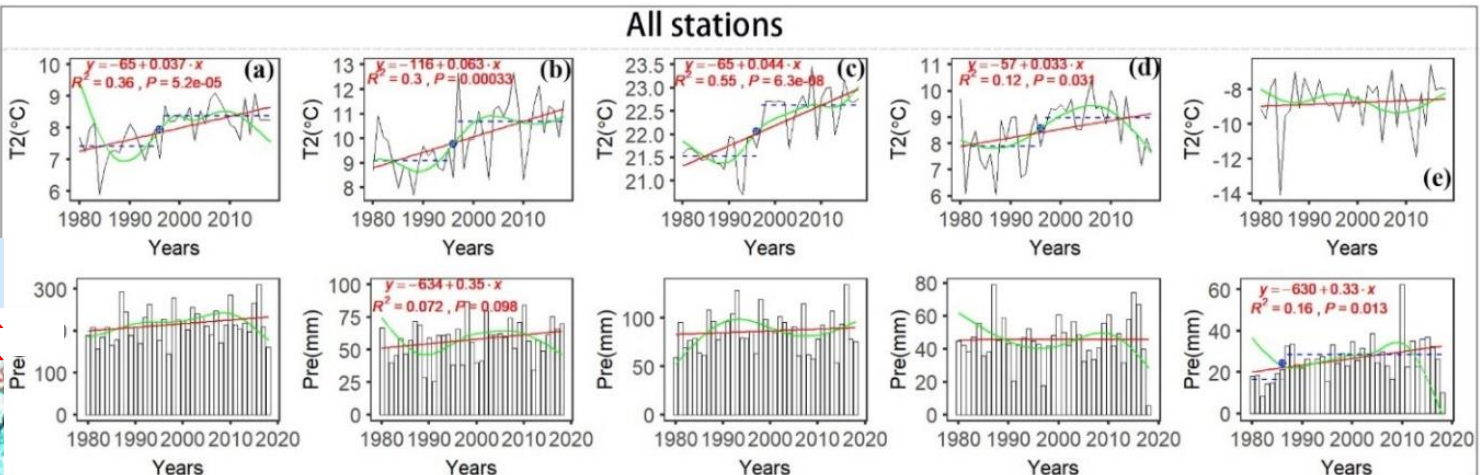 All stations
y=−65+0.037·x
R² = 0.36 , P = 5.2e-05
(a)
T2(°C)
10
9
8
7
6
1980 1990 2000 2010
Years
y=−116+0.063·x
R² = 0.3 , P = 0.00033
(b)
T2(°C)
13
12
11
10
9
8
1980 1990 2000 2010
Years
y=−65+0.044·x
R² = 0.55 , P = 6.3e-08
(c)
T2(°C)
23.5
23.0
22.5
22.0
21.5
21.0
1980 1990 2000 2010
Years
y=−57+0.033·x
R² = 0.12 , P = 0.031
(d)
T2(°C)
11
10
9
8
7
6
1980 1990 2000 2010
Years
(e)
T2(°C)
-8
-10
-12
-14
1980 1990 2000 2010
Years
Pre
300
100
0
1980 1990 2000 2010 2020
Years
y=−634+0.35·x
R² = 0.072 , P = 0.098
Pre(mm)
100
75
50
25
0
1980 1990 2000 2010 2020
Years
Pre(mm)
100
50
0
1980 1990 2000 2010 2020
Years
Pre(mm)
80
60
40
20
0
1980 1990 2000 2010 2020
Years
y=−630+0.33·x
R² = 0.16 , P = 0.013
Pre(mm)
60
40
20
0
1980 1990 2000 2010 2020
Years